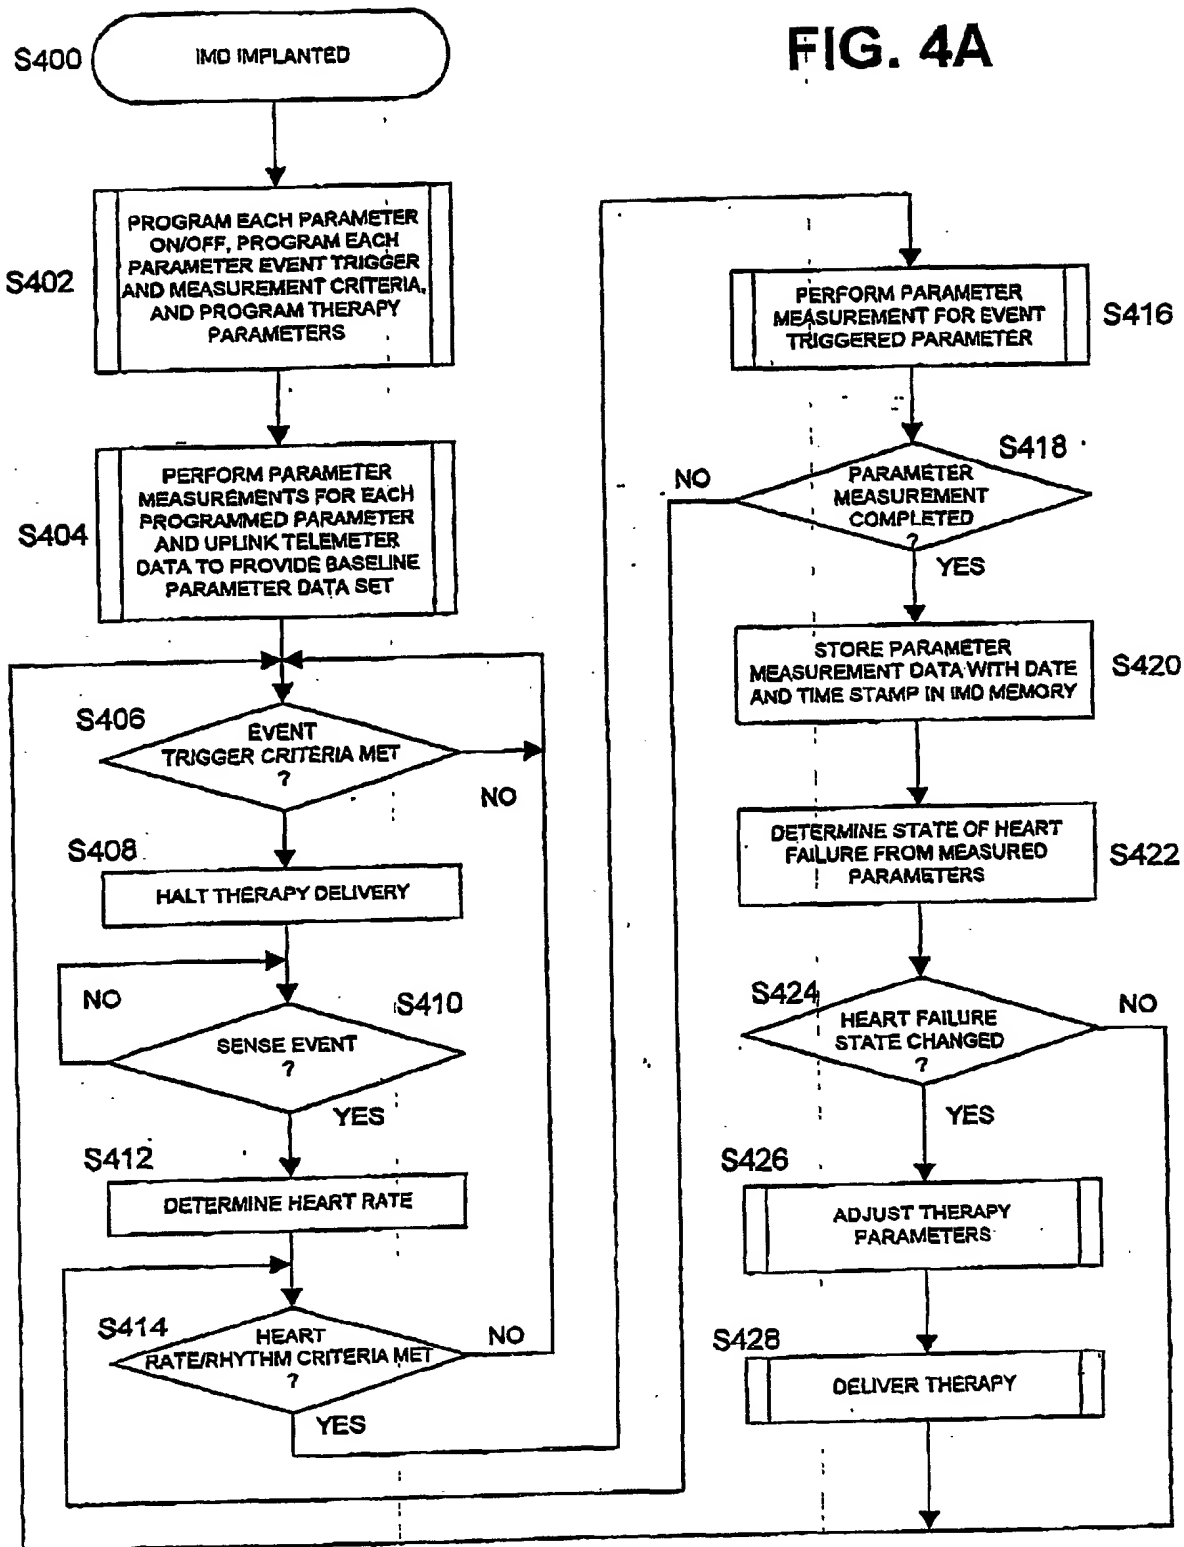 FIG. 4A
S400
IMD IMPLANTED
S402
PROGRAM EACH PARAMETER
ON/OFF, PROGRAM EACH
PARAMETER EVENT TRIGGER
AND MEASUREMENT CRITERIA,
AND PROGRAM THERAPY
PARAMETERS
S404
PERFORM PARAMETER
MEASUREMENTS FOR EACH
PROGRAMMED PARAMETER
AND UPLINK TELEMETER
DATA TO PROVIDE BASELINE
PARAMETER DATA SET
S406
EVENT
TRIGGER CRITERIA MET
?
NO
S408
HALT THERAPY DELIVERY
NO
S410
SENSE EVENT
?
YES
S412
DETERMINE HEART RATE
S414
HEART
RATE/RHYTHM CRITERIA MET
?
NO
YES
PERFORM PARAMETER
MEASUREMENT FOR EVENT
TRIGGERED PARAMETER
S416
S418
NO
PARAMETER
MEASUREMENT
COMPLETED
?
YES
STORE PARAMETER
MEASUREMENT DATA WITH DATE
AND TIME STAMP IN IMD MEMORY
S420
DETERMINE STATE OF HEART
FAILURE FROM MEASURED
PARAMETERS
S422
S424
HEART FAILURE
STATE CHANGED
?
NO
YES
S426
ADJUST THERAPY
PARAMETERS
S428
DELIVER THERAPY